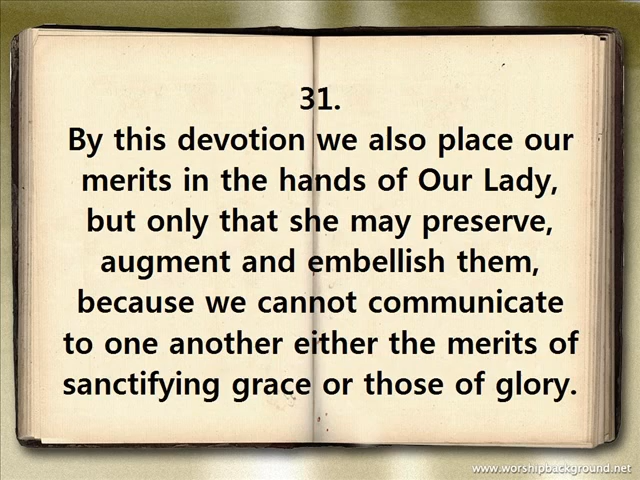 31.
By this devotion we also place our
merits in the hands of Our Lady,
but only that she may preserve,
augment and embellish them,
because we cannot communicate
to one another either the merits of
sanctifying grace or those of glory.
www.worshipbackground.net